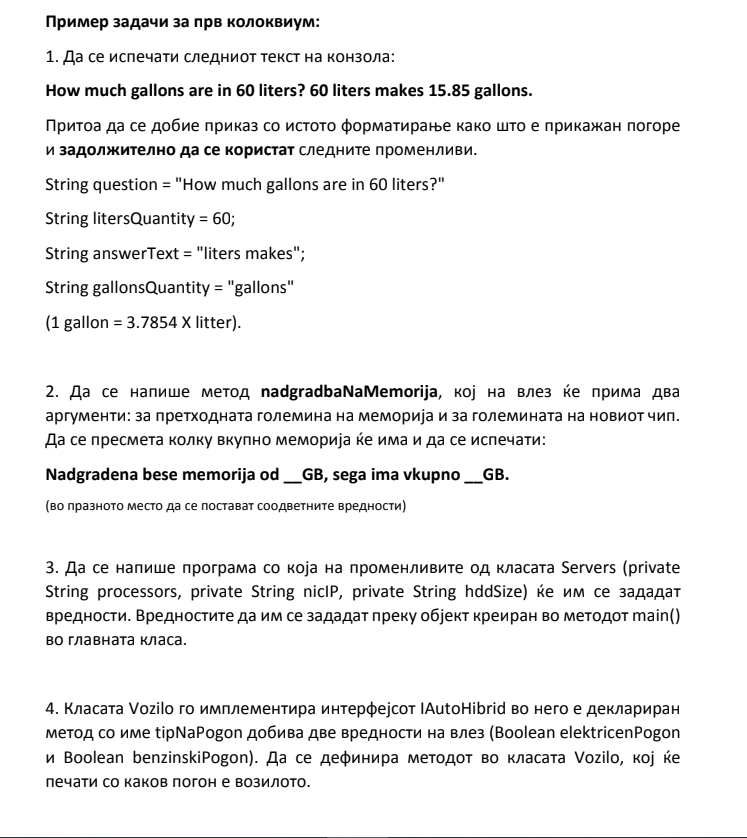 Пример задачи за прв колоквиум:
1. Да се испечати следниот текст на конзола:
How much gallons are in 60 liters? 60 liters makes 15.85 gallons.
Притоа да се добие приказ со истото форматирање како што е прикажан погоре
и задолжително да се користат следните променливи.
String question = "How much gallons are in 60 liters?"
String litersQuantity = 60;
String answerText = "liters makes";
String gallonsQuantity = "gallons"
(1 gallon = 3.7854 X litter).
2. Да се напише метод nadgradbaNaMemorija, кој на влез ќе прима два
аргументи: за претходната големина на меморија и за големината на новиот чип.
Да се пресмета колку вкупно меморија ќе има и да се испечати:
Nadgradena bese memorija od __GB, sega ima vkupno __GB.
(во празното место да се постават соодветните вредности)
3. Да се напише програма со која на променливите од класата Servers (private
String processors, private String nicIP, private String hddSize) ќе им се зададат
вредности. Вредностите да им се зададат преку објект креиран во методот main()
во главната класа.
4. Класата Vozilo го имплементира интерфејсот IAutoHibrid во него е деклариран
метод со име tipNaPogon добива две вредности на влез (Boolean elektricenPogon
и Boolean benzinskiPogon). Да се дефинира методот во класата Vozilo, кој ќе
печати со каков погон е возилото.